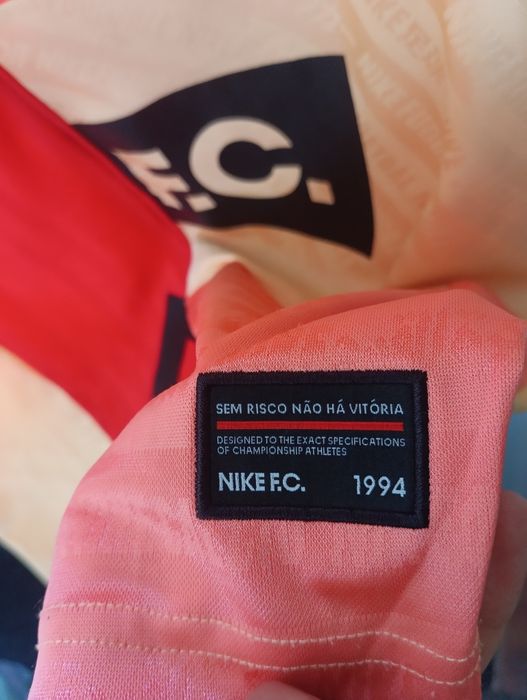 F.C.
SEM RISCO NÃO HÁ VITÓRIA
DESIGNED TO THE EXACT SPECIFICATIONS
OF CHAMPIONSHIP ATHLETES
NIKE F.C. 1994